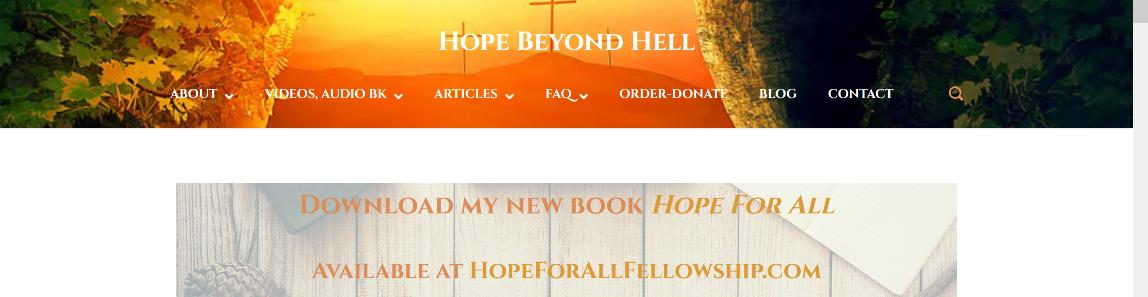 Hope Beyond Hell
ABOUT VIDEOS, AUDIO BK ARTICLES FAQ ORDER-DONATE BLOG CONTACT
Download my new book Hope For All
Available at HopeForAllFellowship.com